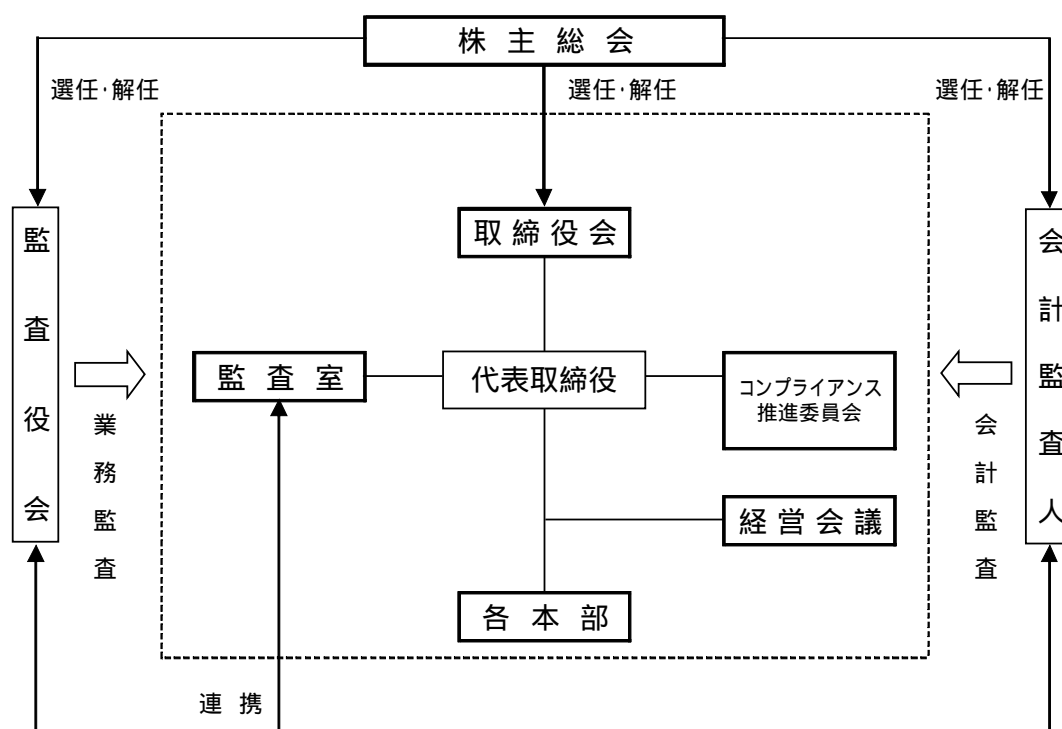 株主総会
選任・解任
選任・解任
選任・解任
取締役会
監査役会
会計監査人
監査室
代表取締役
コンプライアンス
推進委員会
業務監査
会計監査
経営会議
各本部
連携